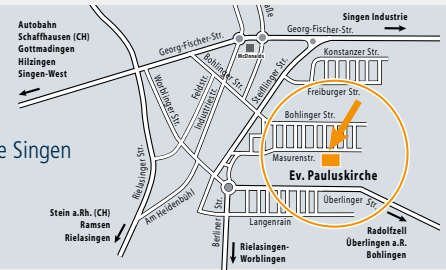 Autobahn
Schaffhausen (CH)
Gottmadingen
Hilzingen
Singen-West
Singen Industrie
Georg-Fischer-Str.
Georg-Fischer-Str.
McDonalds
Konstanzer Str.
Bohlinger Str.
Freiburger Str.
Steißlinger Str.
Feldstr.
Industriestr.
Worblinger Str.
Bohlinger Str.
e Singen
Masurenstr.
Ev. Pauluskirche
Rielasinger Str.
Am Heidenbühl
Überlinger Str.
Stein a.Rh. (CH)
Ramsen
Rielasingen
Berliner Str.
Langenrain
Radolfzell
Überlingen a.R.
Bohlingen
Rielasingen-
Worblingen